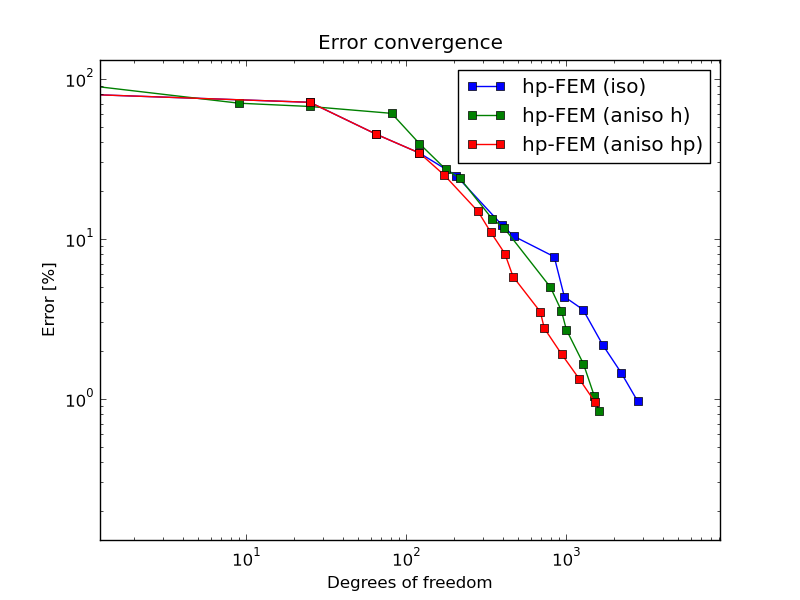 Error convergence
hp-FEM (iso)
hp-FEM (aniso h)
hp-FEM (aniso hp)
10²
10¹
10⁰
Error [%]
10¹ 10² 10³
Degrees of freedom